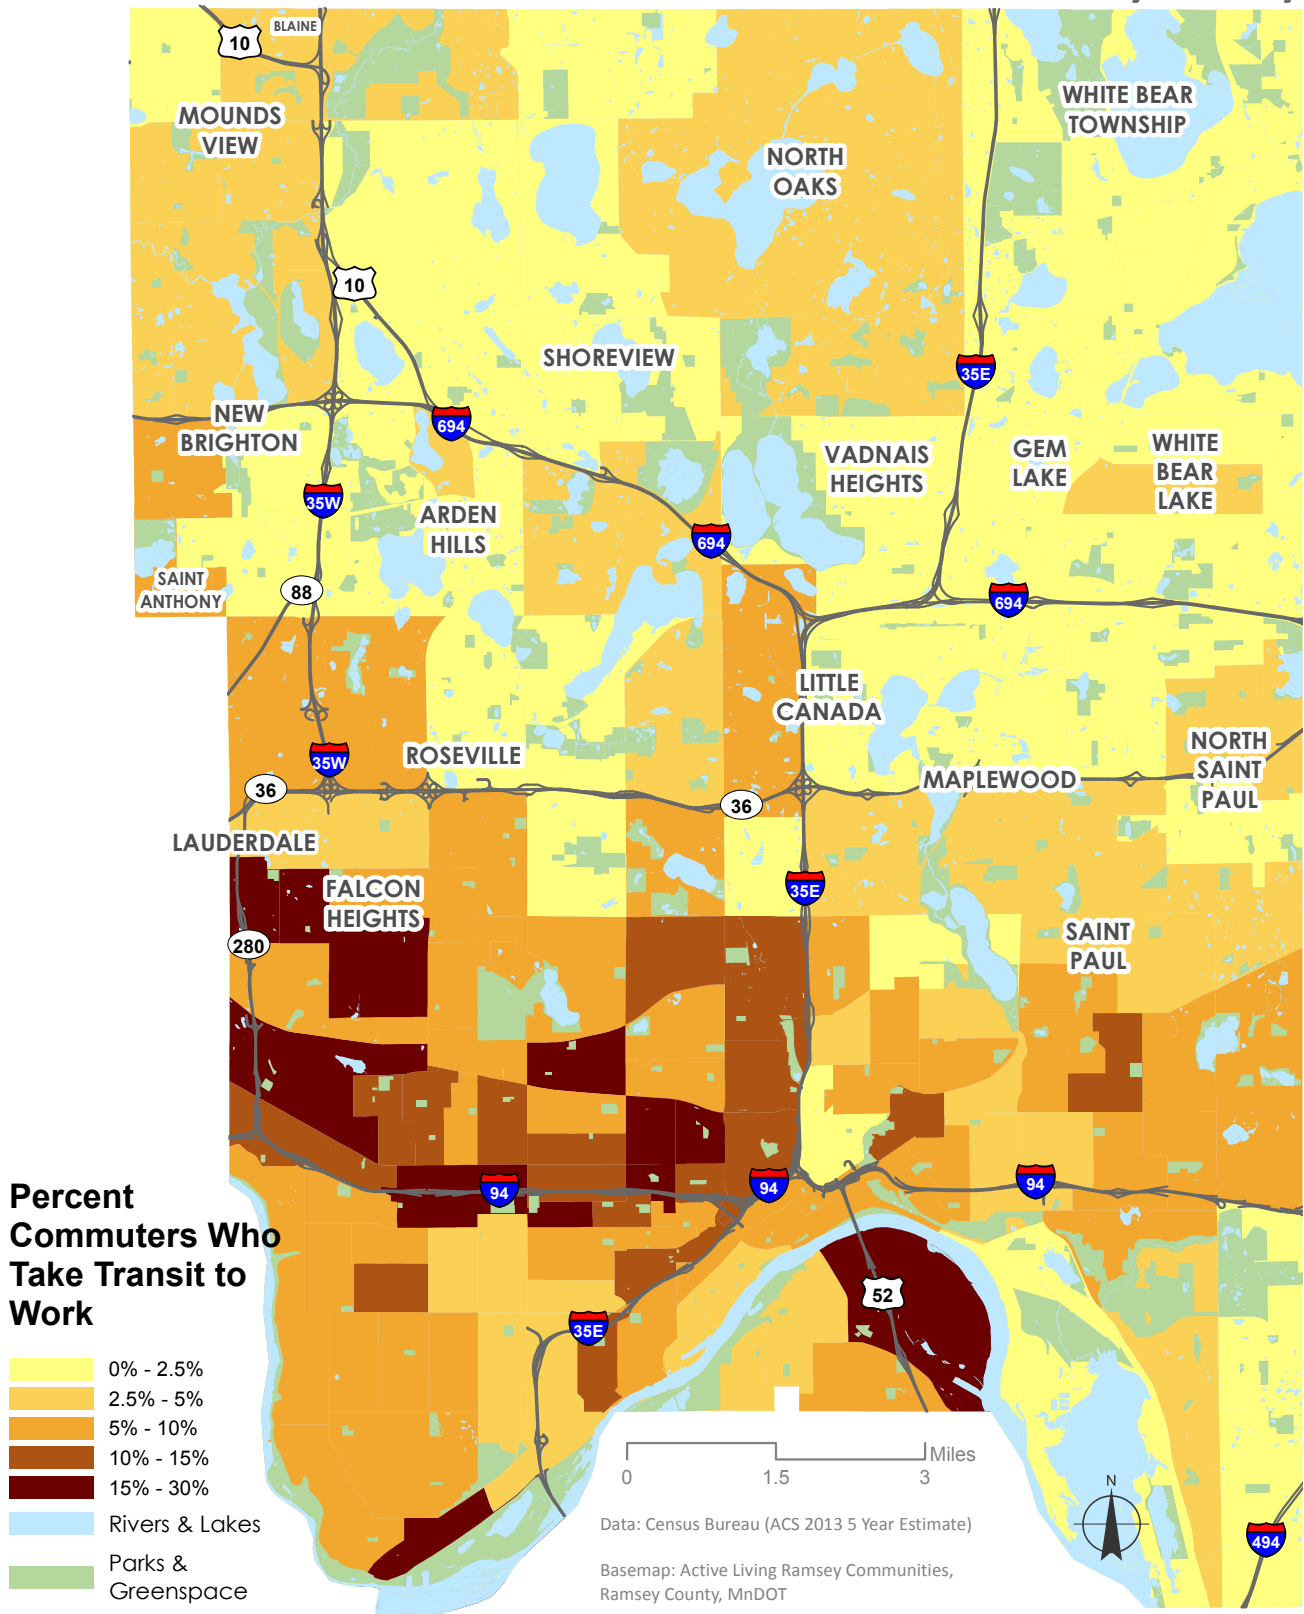 BLAINE
10
MOUNDS
VIEW
WHITE BEAR
TOWNSHIP
NORTH
OAKS
10
SHOREVIEW
35E
NEW
BRIGHTON
694
VADNAIS
HEIGHTS
GEM
LAKE
WHITE
BEAR
LAKE
35W
ARDEN
HILLS
694
SAINT
ANTHONY
88
694
LITTLE
CANADA
35W
ROSEVILLE
NORTH
SAINT
PAUL
36
MAPLEWOOD
36
LAUDERDALE
FALCON
HEIGHTS
35E
280
SAINT
PAUL
94
94
94
52
35E
494
Percent
Commuters Who
Take Transit to
Work
0% - 2.5%
2.5% - 5%
5% - 10%
10% - 15%
15% - 30%
Rivers & Lakes
Parks &
Greenspace
Miles
0 1.5 3
N
Data: Census Bureau (ACS 2013 5 Year Estimate)
Basemap: Active Living Ramsey Communities,
Ramsey County, MnDOT